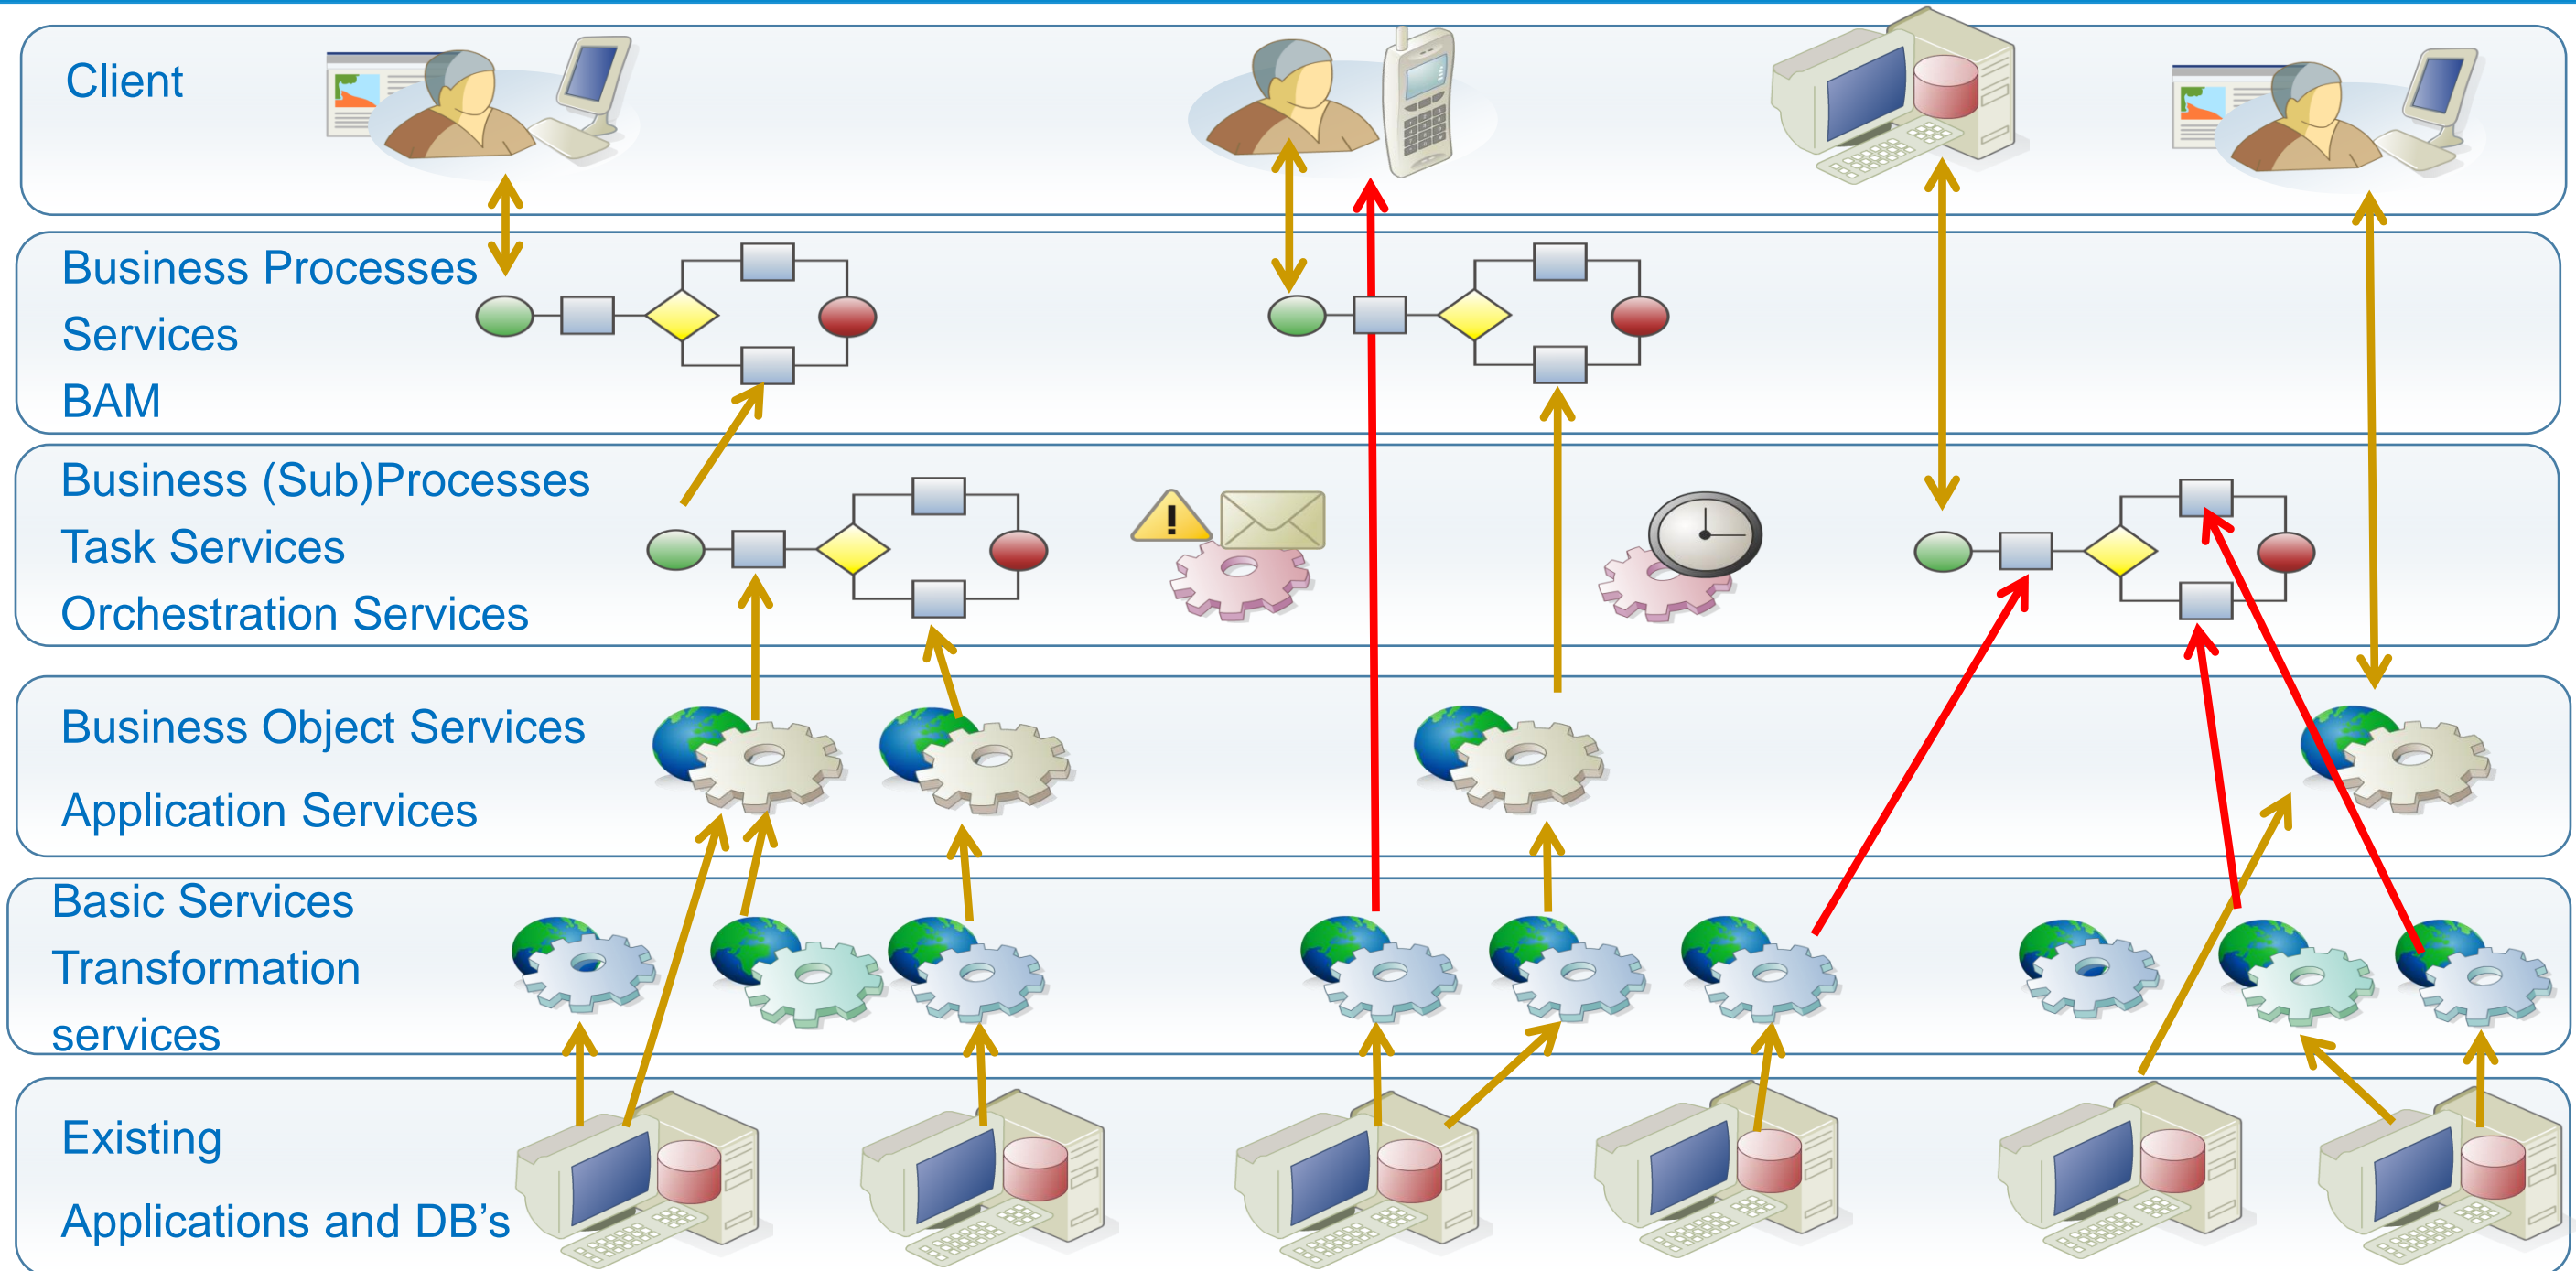 Client
Business Processes
Services
BAM
Business (Sub)Processes
Task Services
Orchestration Services
Business Object Services
Application Services
Basic Services
Transformation
services
Existing
Applications and DB's